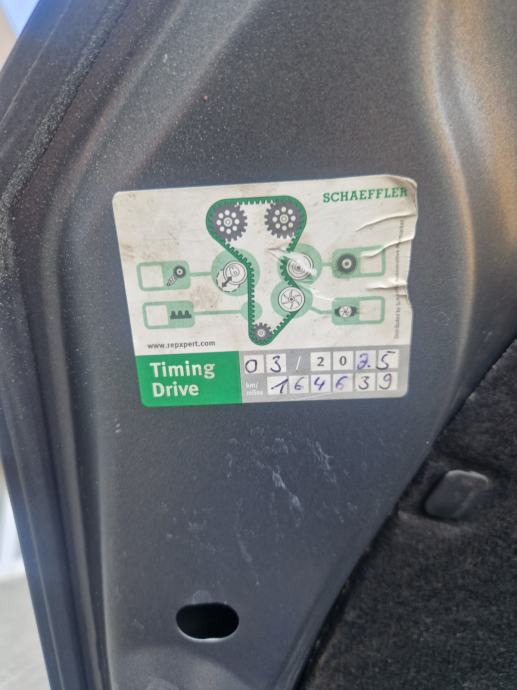 SCHAEFFLER
www.repxpert.com
Timing
Drive
03/2025
km/
miles
164639